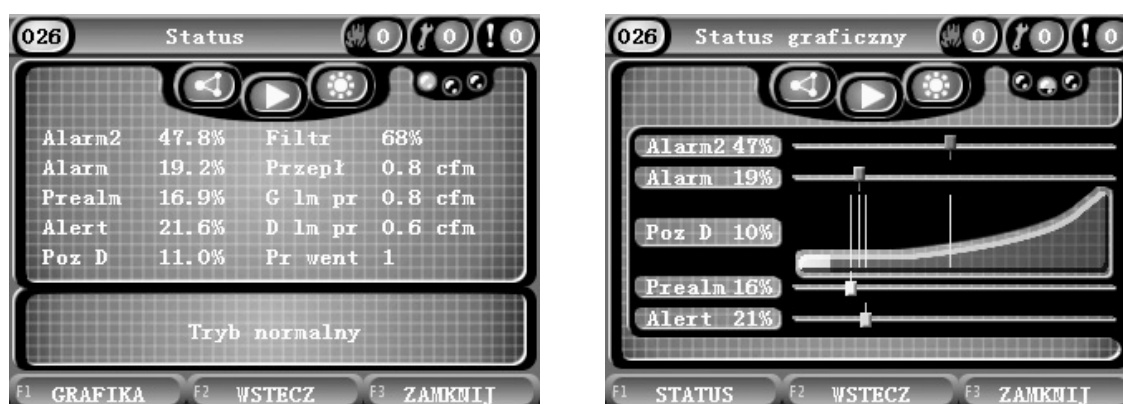 026 Status 0 0 ! 0
Alarm2 47.8% Filtr 68%
Alarm 19.2% Przepł 0.8 cfm
Prealm 16.9% G lm pr 0.8 cfm
Alert 21.6% D lm pr 0.6 cfm
Poz D 11.0% Pr went 1
Tryb normalny
F1 GRAFIKA F2 WSTECZ F3 ZAMKNIJ
026 Status graficzny 0 0 ! 0
Alarm2 47%
Alarm 19%
Poz D 10%
Prealm 16%
Alert 21%
F1 STATUS F2 WSTECZ F3 ZAMKNIJ